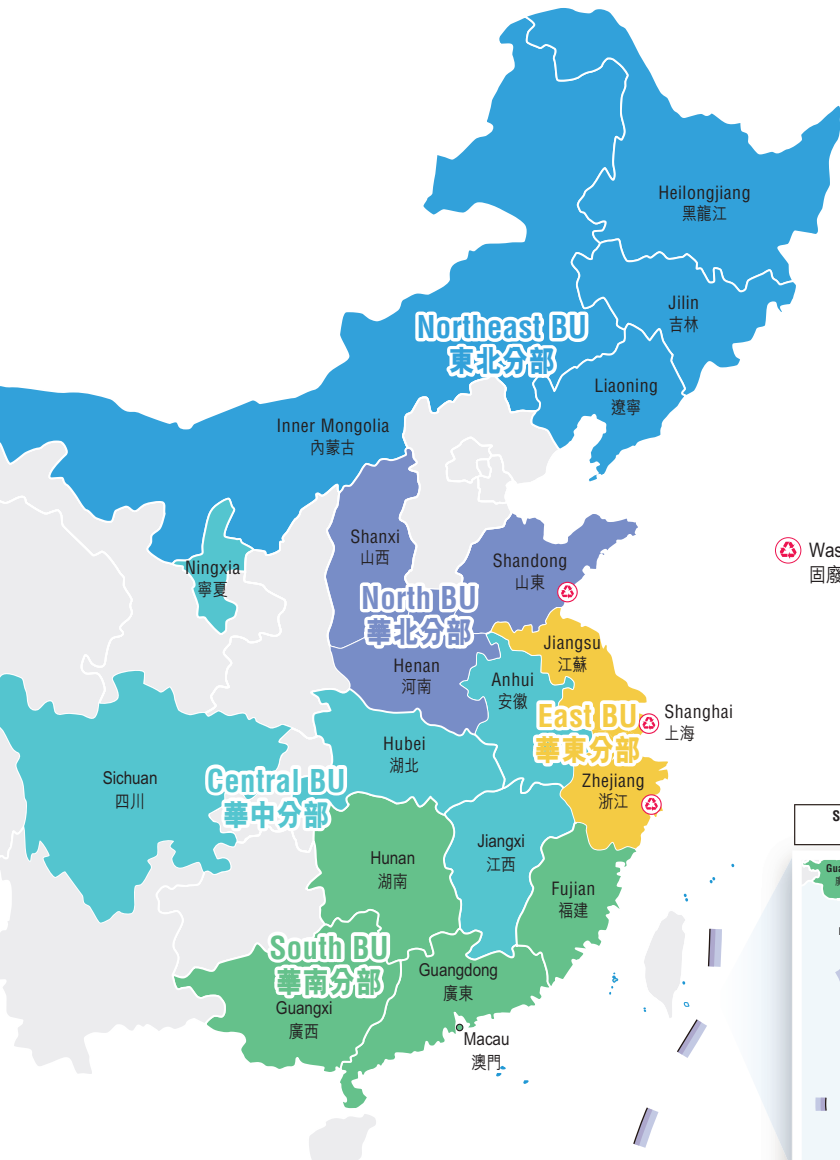 Heilongjiang
黑龍江
Jilin
吉林
Northeast BU
東北分部
Liaoning
遼寧
Inner Mongolia
內蒙古
Shanxi
山西
Shandong
山東
Ningxia
寧夏
固廢
North BU
華北分部
Jiangsu
江蘇
Henan
河南
Anhui
安徽
East BU
華東分部
Shanghai
上海
Hubei
湖北
Zhejiang
浙江
Sichuan
四川
Central BU
華中分部
Jiangxi
江西
Hunan
湖南
Fujian
福建
South BU
華南分部
Guangdong
廣東
Guangxi
廣西
Macau
澳門